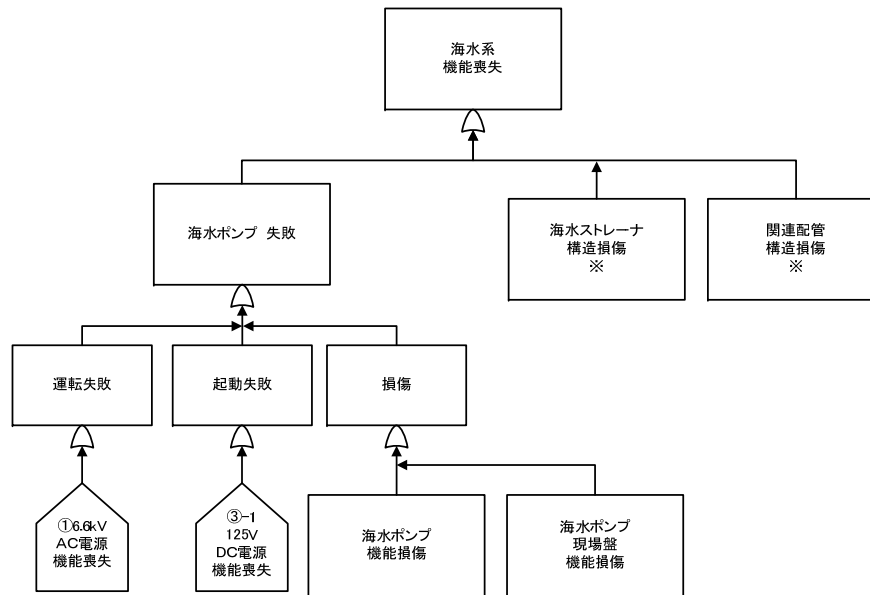 海水系
機能喪失
海水ポンプ 失敗
海水ストレーナ
構造損傷
※
関連配管
構造損傷
※
運転失敗
起動失敗
損傷
①6.6kV
AC電源
機能喪失
③-1
125V
DC電源
機能喪失
海水ポンプ
機能損傷
海水ポンプ
現場盤
機能損傷